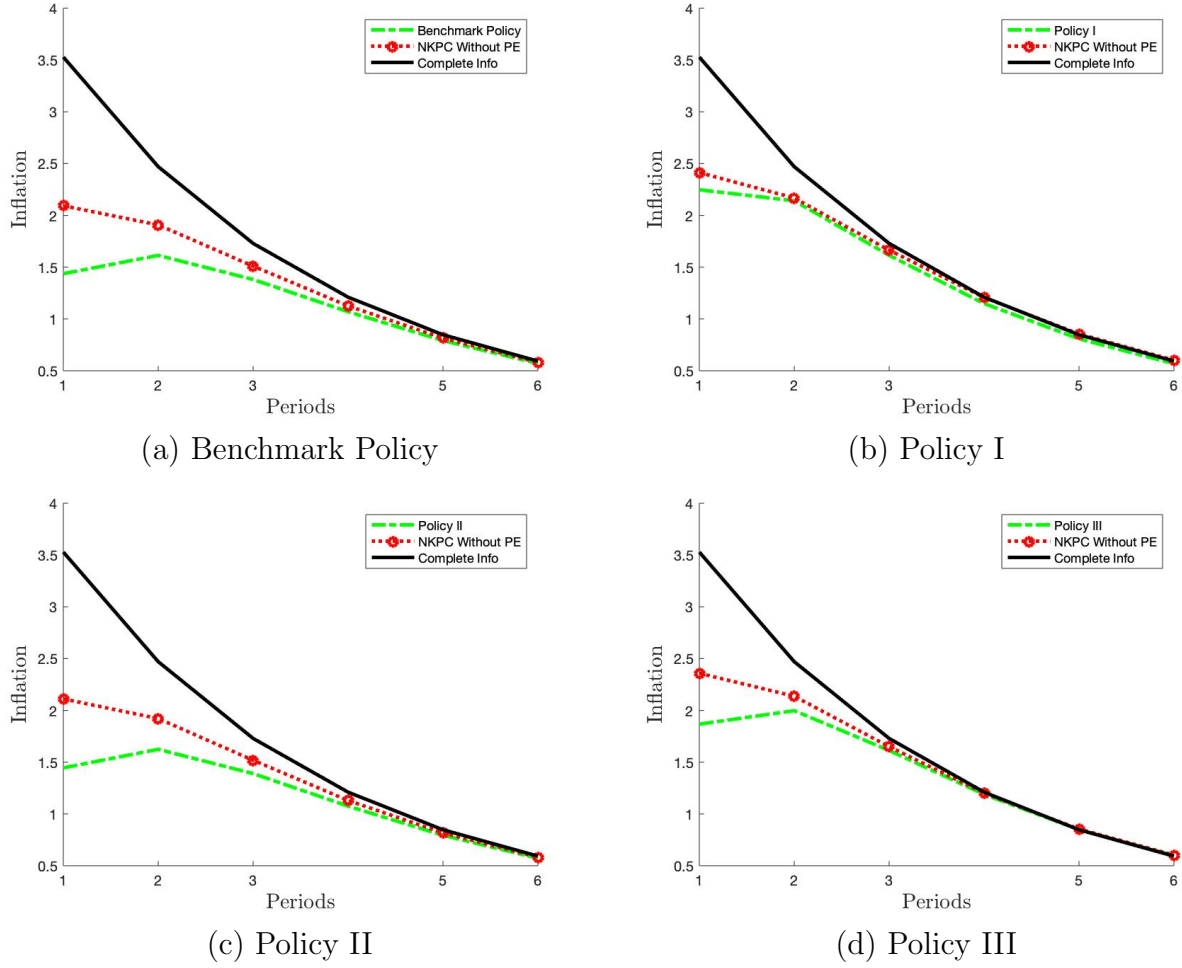 4
3.5
3
2.5
2
1.5
1
0.5
Inflation
Benchmark Policy
NKPC Without PE
Complete Info
1
2
3
5
6
Periods
(a) Benchmark Policy
4
3.5
3
2.5
2
1.5
1
0.5
Inflation
Policy I
NKPC Without PE
Complete Info
1
2
3
5
6
Periods
(b) Policy I
4
3.5
3
2.5
2
1.5
1
0.5
Inflation
Policy II
NKPC Without PE
Complete Info
1
2
3
5
6
Periods
(c) Policy II
4
3.5
3
2.5
2
1.5
1
0.5
Inflation
Policy III
NKPC Without PE
Complete Info
1
2
3
5
6
Periods
(d) Policy III